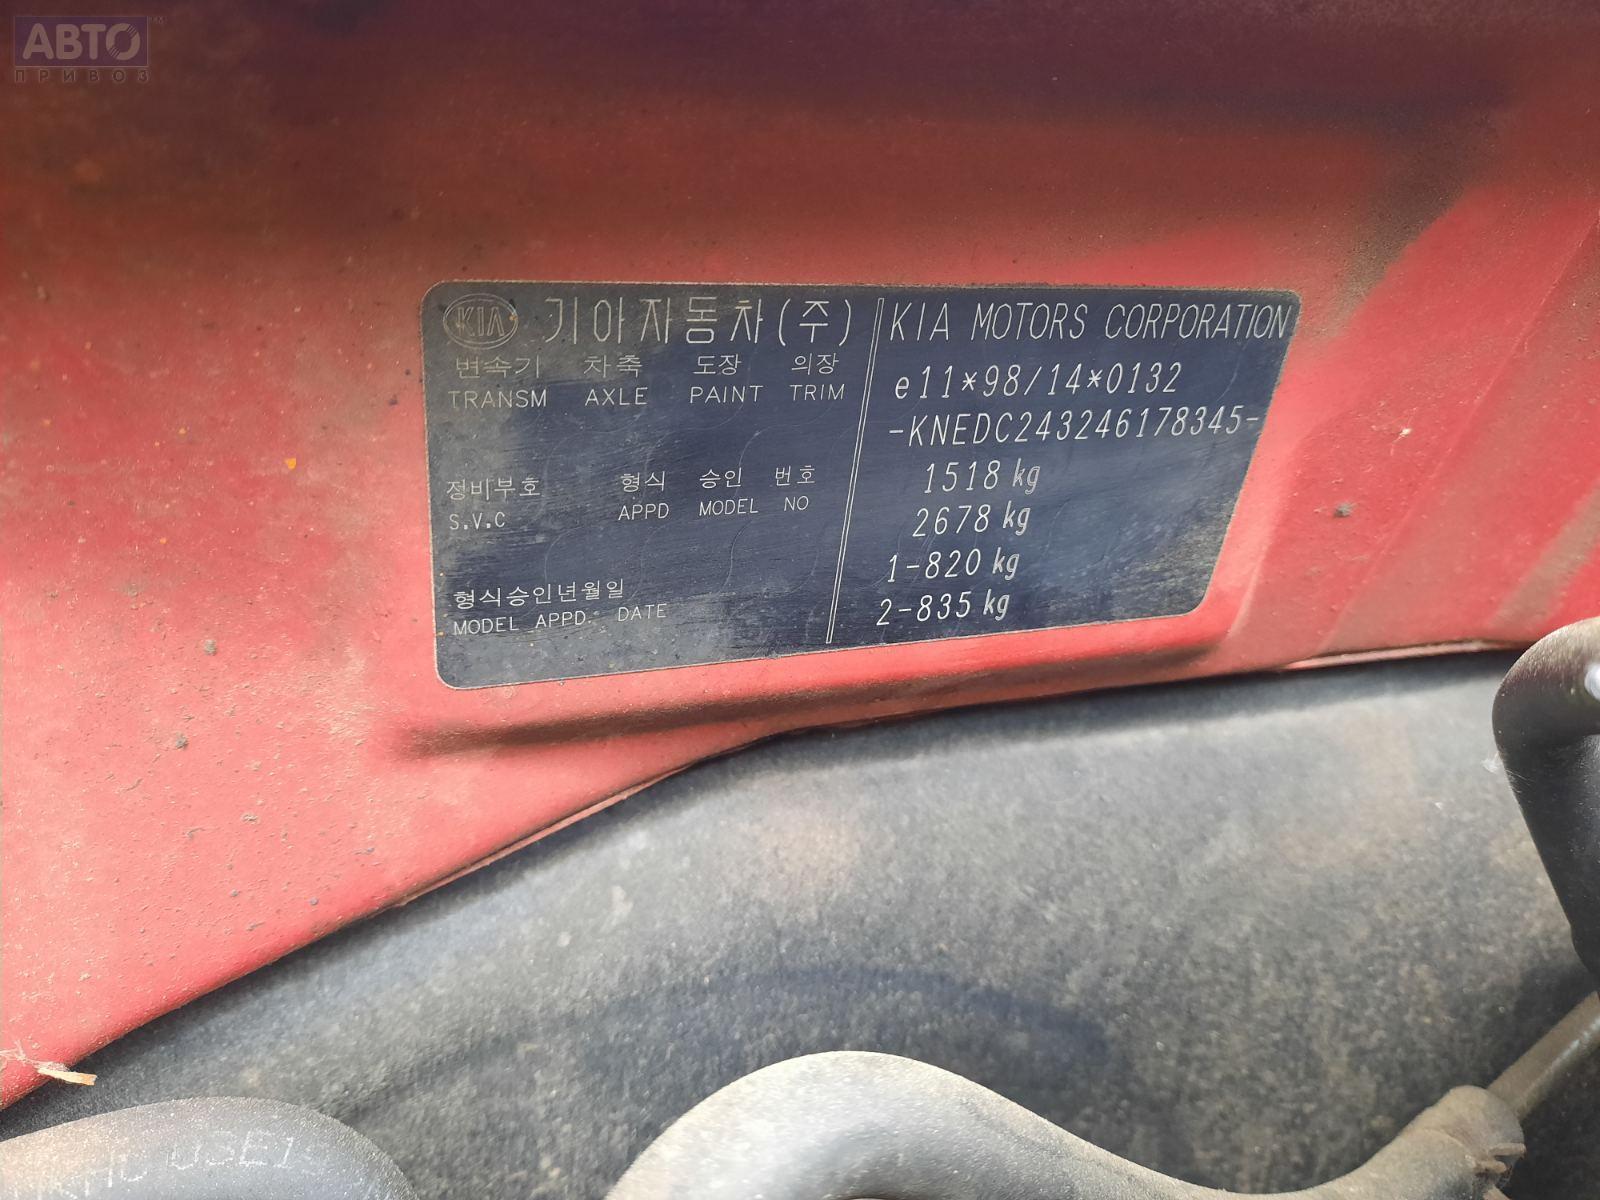 АВТО™
ПРИВОЗ
KIA 기아자동차(주)
변속기 차축 도장 의장
TRANSM AXLE PAINT TRIM
정비부호 형식 승인 번호
S.V.C APPD MODEL NO
형식승인년월일
MODEL APPD. DATE
KIA MOTORS CORPORATION
e11*98/14*0132
-KNEDC243246178345-
1518 kg
2678 kg
1-820 kg
2-835 kg